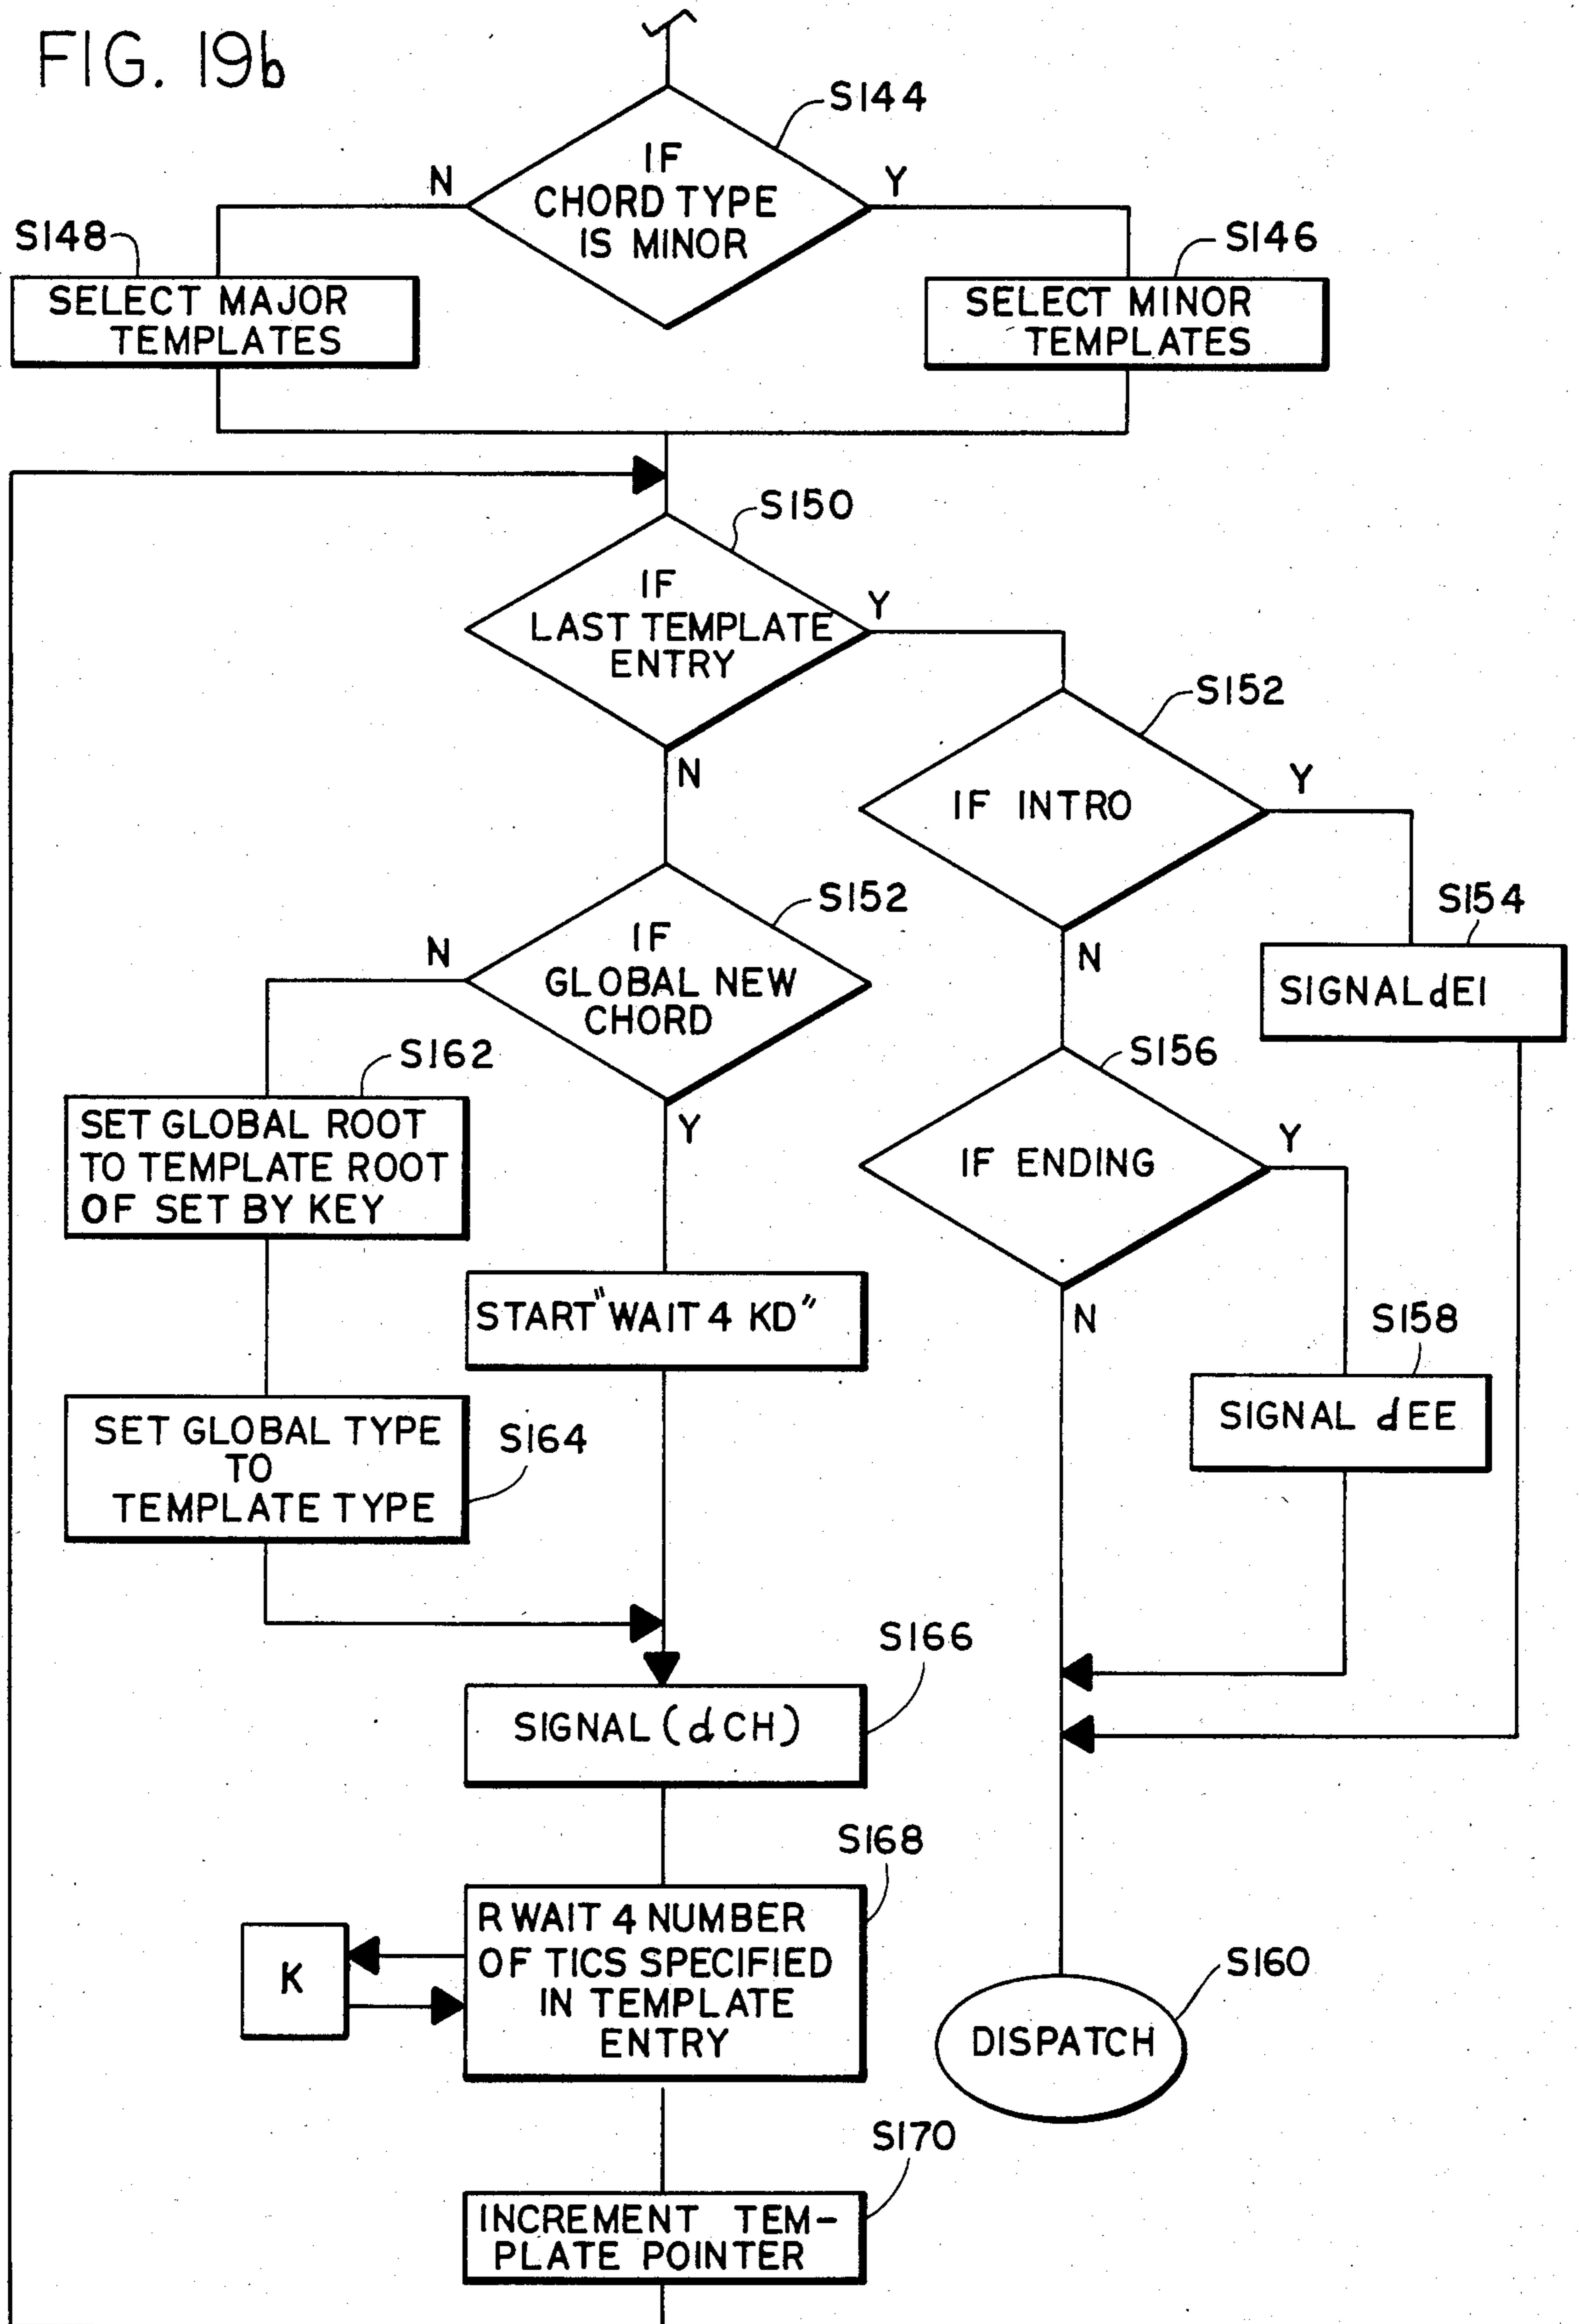 FIG. 19b
S144
IF
CHORD TYPE
IS MINOR
N
Y
S148
SELECT MAJOR
TEMPLATES
S146
SELECT MINOR
TEMPLATES
S150
IF
LAST TEMPLATE
ENTRY
Y
N
S152
IF INTRO
Y
N
S152
IF
GLOBAL NEW
CHORD
N
Y
S154
SIGNAL dEI
S162
SET GLOBAL ROOT
TO TEMPLATE ROOT
OF SET BY KEY
S156
IF ENDING
Y
N
START "WAIT 4 KD"
S158
SIGNAL dEE
SET GLOBAL TYPE
TO
TEMPLATE TYPE
S164
S166
SIGNAL (dCH)
S168
R WAIT 4 NUMBER
OF TICS SPECIFIED
IN TEMPLATE
ENTRY
K
S160
DISPATCH
S170
INCREMENT TEM-
PLATE POINTER